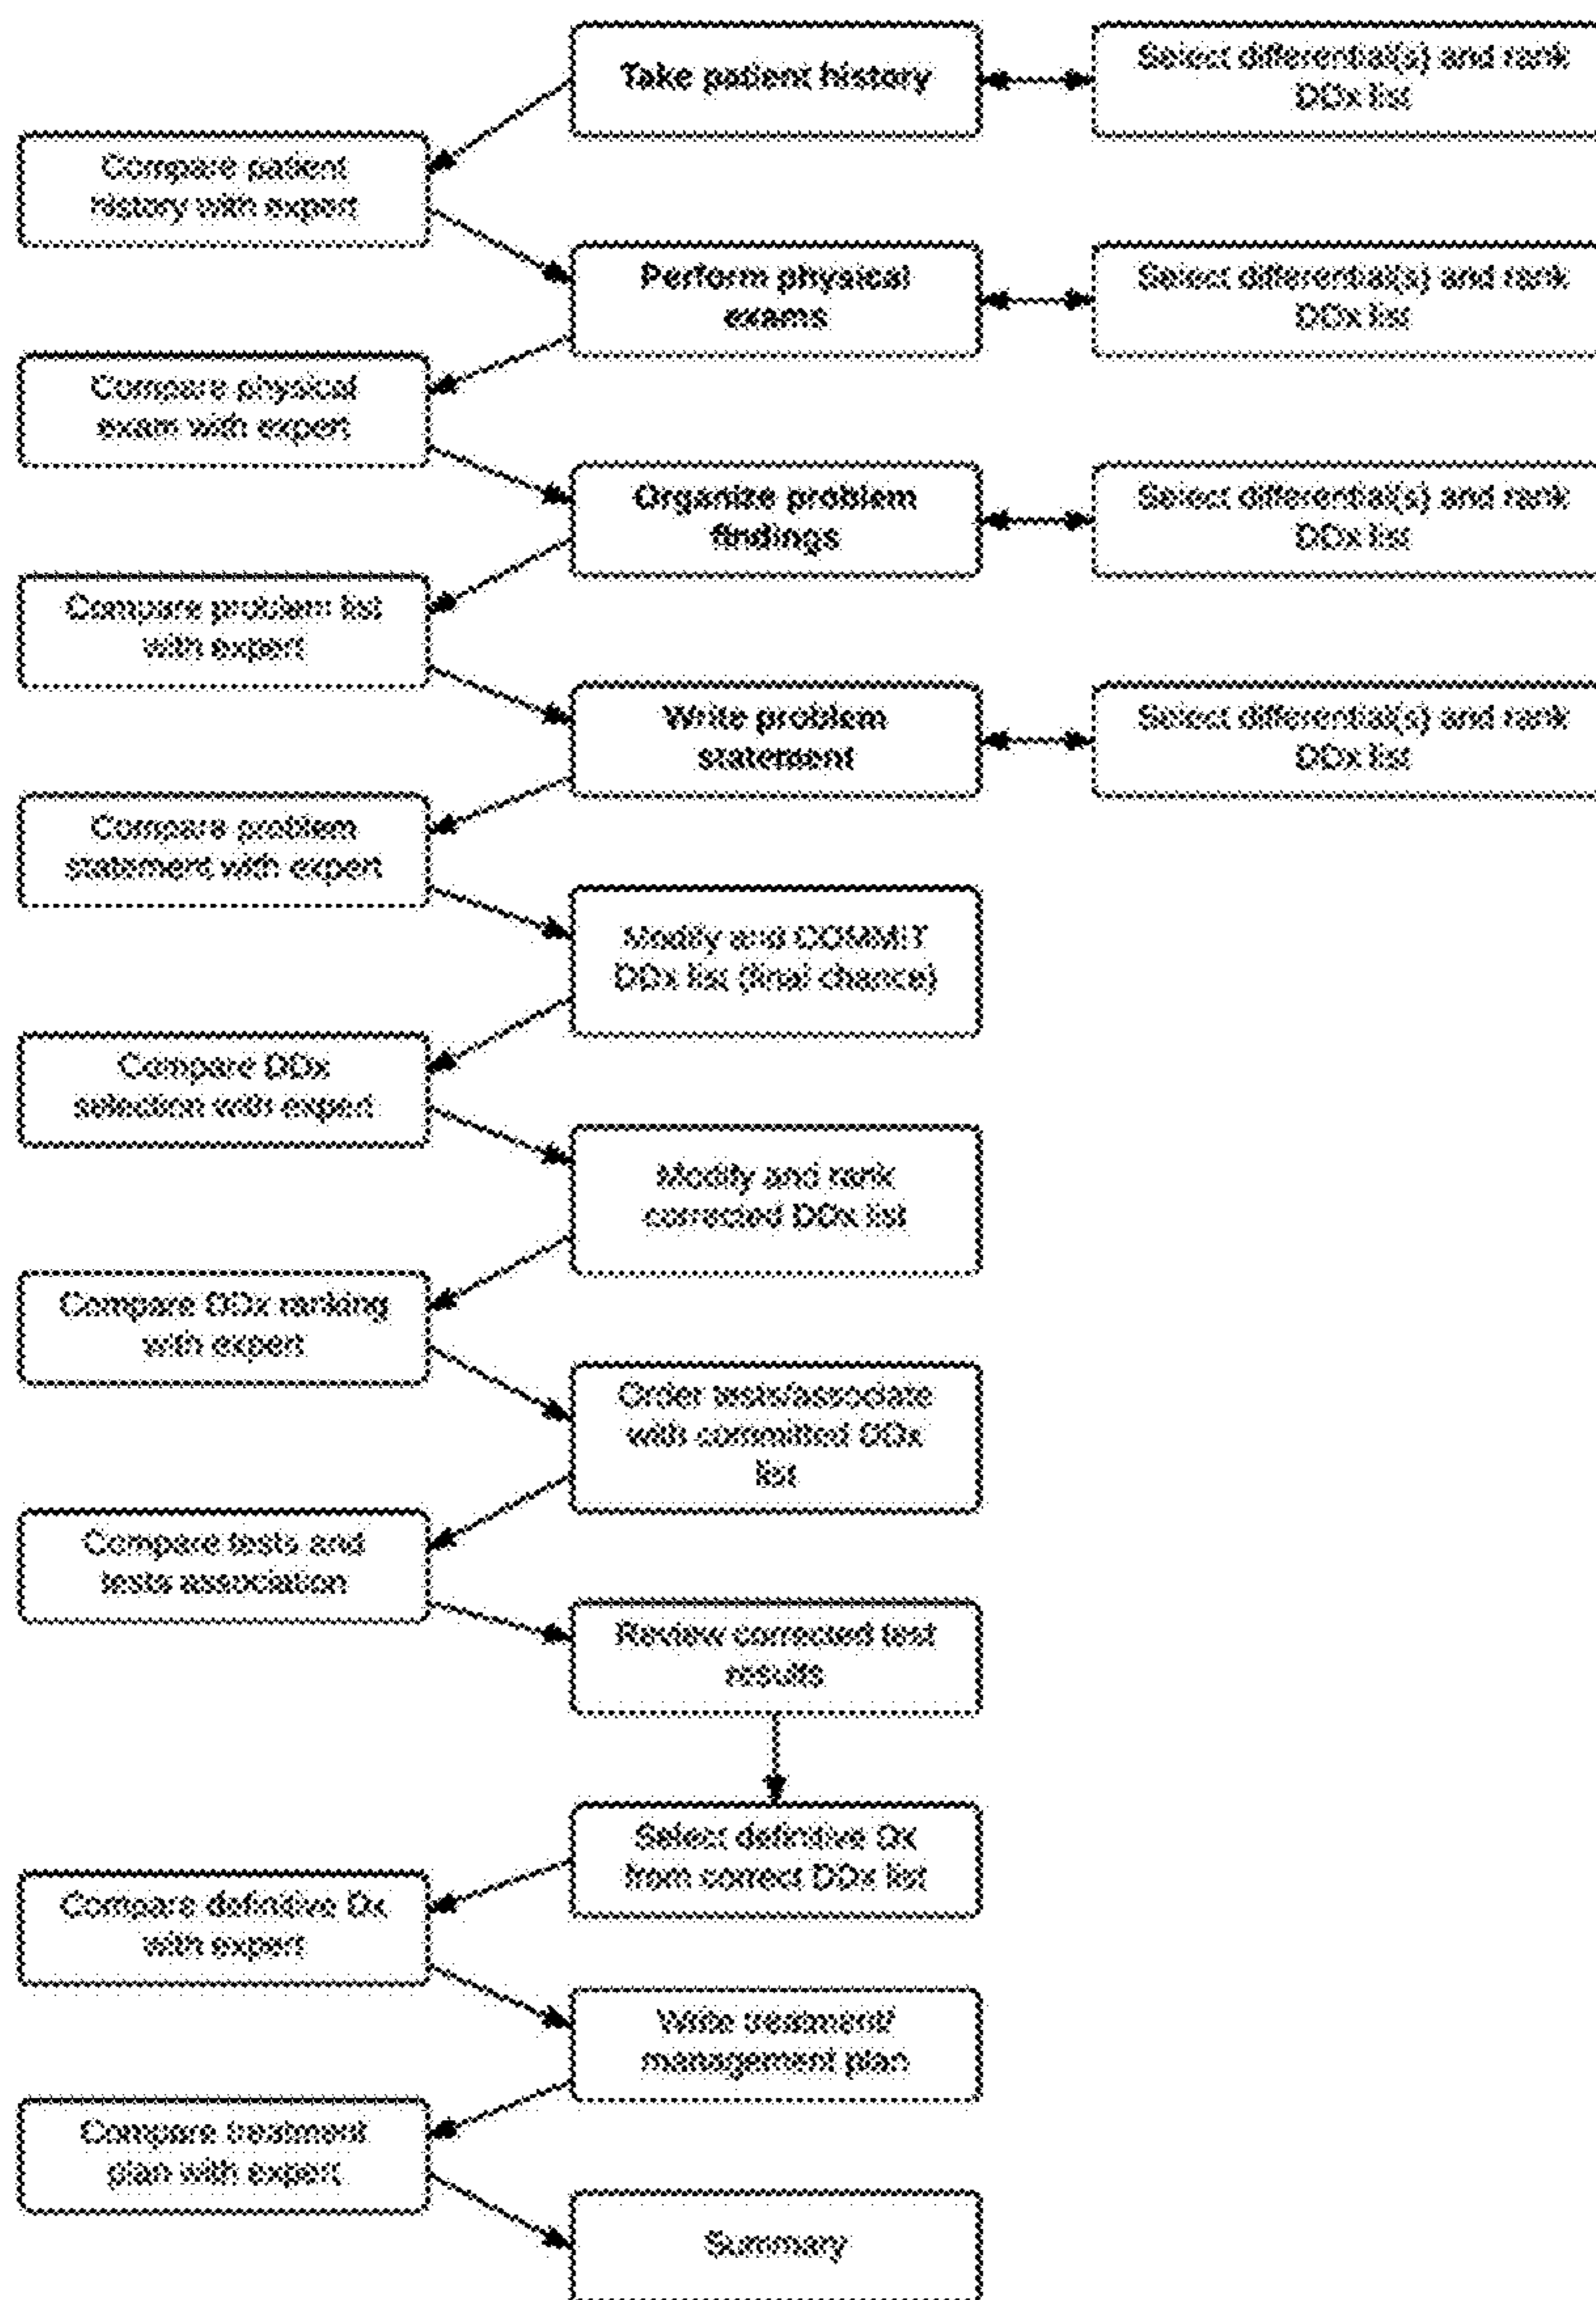 Take patient history
Select differential(s) and rank
DDx list
Compare patient
history with expert
Perform physical
exams
Select differential(s) and rank
DDx list
Compare physical
exam with expert
Organize problem
findings
Select differential(s) and rank
DDx list
Compare problem list
with expert
Write problem
statement
Select differential(s) and rank
DDx list
Compare problem
statement with expert
Modify and COMMIT
DDx list (final chance)
Compare DDx
selection with expert
Modify and rank
corrected DDx list
Compare DDx ranking
with expert
Order tests/associate
with committed DDx
list
Compare tests and
tests association
Review corrected test
results
Select definitive Dx
from correct DDx list
Compare definitive Dx
with expert
Write treatment/
management plan
Compare treatment
plan with expert
Summary